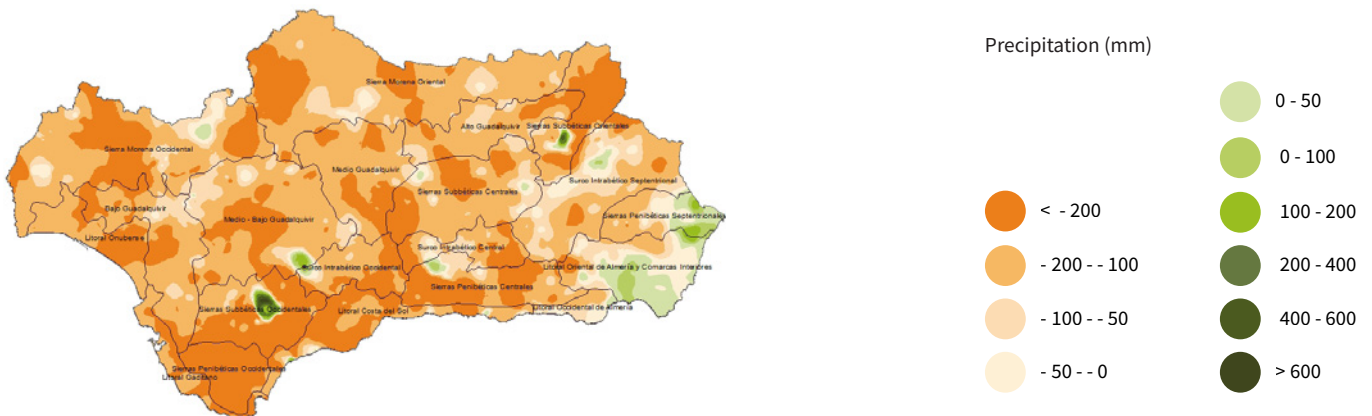 Precipitation (mm)
< - 200
- 200 - - 100
- 100 - - 50
- 50 - - 0
0 - 50
0 - 100
100 - 200
200 - 400
400 - 600
> 600
Sierra Morena Oriental
Alto Guadalquivir
Sierras Subbéticas Orientales
Sierra Morena Occidental
Medio Guadalquivir
Surco Intrabético Septentrional
Sierras Subbéticas Centrales
Bajo Guadalquivir
Medio - Bajo Guadalquivir
Sierras Penibéticas Septentrionales
Litoral Onubense
Surco Intrabético Central
Surco Intrabético Occidental
Litoral Oriental de Almería y Comarcas Interiores
Sierras Penibéticas Centrales
Sierras Subbéticas Occidentales
Litoral Costa del Sol
Litoral Occidental de Almería
Sierras Penibéticas Occidentales
Litoral Gaditano